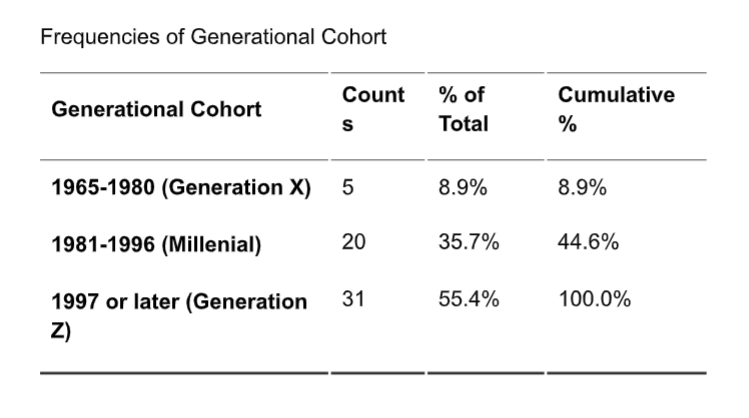 Frequencies of Generational Cohort
Generational Cohort Count % of Cumulative
s Total %
1965-1980 (Generation X) 5 8.9% 8.9%
1981-1996 (Millenial) 20 35.7% 44.6%
1997 or later (Generation 31 55.4% 100.0%
Z)